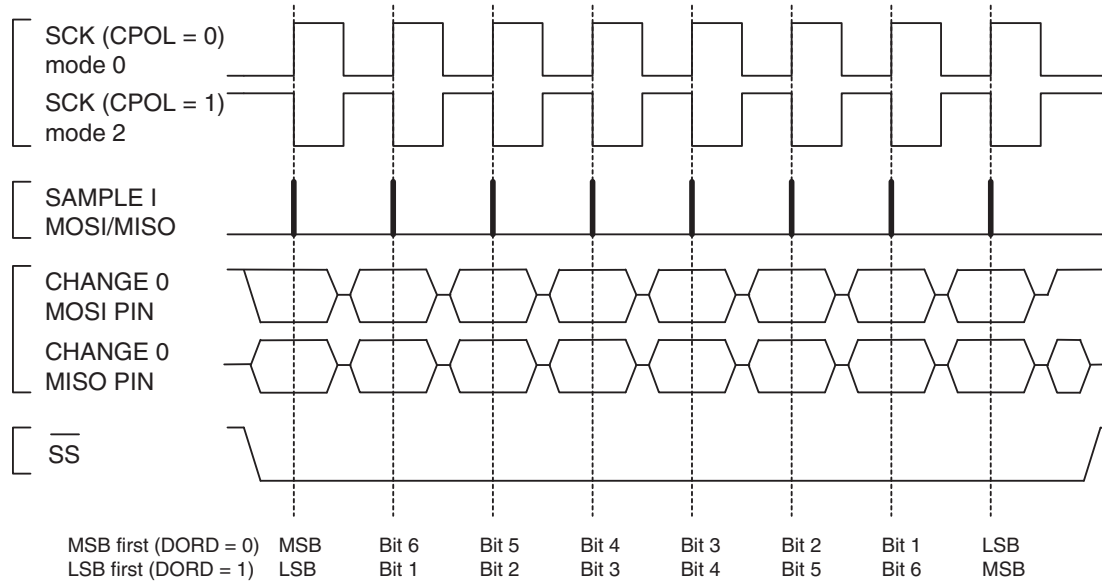 SCK (CPOL = 0)
mode 0
SCK (CPOL = 1)
mode 2
SAMPLE I
MOSI/MISO
CHANGE 0
MOSI PIN
CHANGE 0
MISO PIN
SS
MSB first (DORD = 0) MSB Bit 6 Bit 5 Bit 4 Bit 3 Bit 2 Bit 1 LSB
LSB first (DORD = 1) LSB Bit 1 Bit 2 Bit 3 Bit 4 Bit 5 Bit 6 MSB